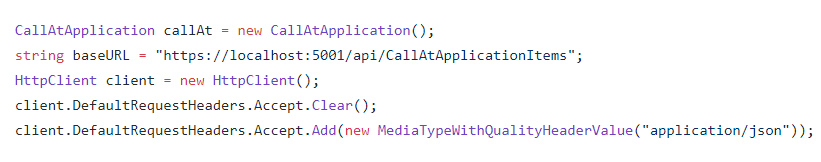 CallAtApplication callAt = new CallAtApplication();
string baseURL = "https://localhost:5001/api/CallAtApplicationItems";
HttpClient client = new HttpClient();
client.DefaultRequestHeaders.Accept.Clear();
client.DefaultRequestHeaders.Accept.Add(new MediaTypeWithQualityHeaderValue("application/json"));